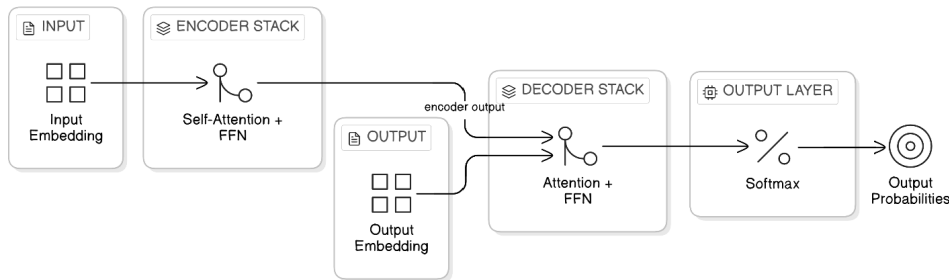 INPUT
Input
Embedding
ENCODER STACK
Self-Attention +
FFN
encoder output
OUTPUT
Output
Embedding
DECODER STACK
Attention +
FFN
OUTPUT LAYER
Softmax
Output
Probabilities